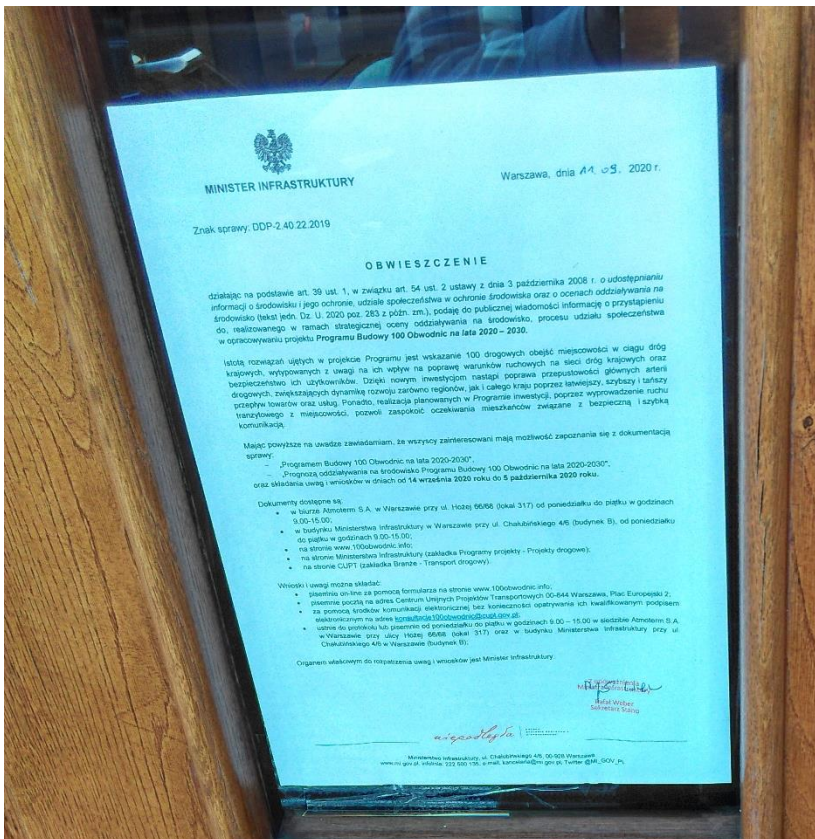 MINISTER INFRASTRUKTURY
Warszawa, dnia 11. 09. 2020 r.
Znak sprawy: DDP-2.40.22.2019
OBWIESZCZENIE
działając na podstawie art. 39 ust. 1, w związku art. 54 ust. 2 ustawy z dnia 3 października 2008 r. o udostępnianiu
informacji o środowisku i jego ochronie, udziale społeczeństwa w ochronie środowiska oraz o ocenach oddziaływania na
środowisko (tekst jedn. Dz. U. 2020 poz. 283 z późn. zm.), podaję do publicznej wiadomości informację o przystąpieniu
do, realizowanego w ramach strategicznej oceny oddziaływania na środowisko, procesu udziału społeczeństwa
w opracowywaniu projektu Programu Budowy 100 Obwodnic na lata 2020 – 2030.
Istotą rozwiązań ujętych w projekcie Programu jest wskazanie 100 drogowych obejść miejscowości w ciągu dróg
krajowych, wytypowanych z uwagi na ich wpływ na poprawę warunków ruchowych na sieci dróg krajowych oraz
bezpieczeństwo ich użytkowników. Dzięki nowym inwestycjom nastąpi poprawa przepustowości głównych arterii
drogowych, zwiększających dynamikę rozwoju zarówno regionów, jak i całego kraju poprzez łatwiejszy, szybszy i tańszy
przepływ towarów oraz usług. Ponadto, realizacja planowanych w Programie inwestycji, poprzez wyprowadzenie ruchu
tranzytowego z miejscowości, pozwoli zaspokoić oczekiwania mieszkańców związane z bezpieczną i szybką
komunikacją.
Mając powyższe na uwadze zawiadamiam, że wszyscy zainteresowani mają możliwość zapoznania się z dokumentacją
sprawy:
– „Programem Budowy 100 Obwodnic na lata 2020-2030",
– „Prognozą oddziaływania na środowisko Programu Budowy 100 Obwodnic na lata 2020-2030",
oraz składania uwag i wniosków w dniach od 14 września 2020 roku do 5 października 2020 roku.
Dokumenty dostępne są:
• w biurze Atmoterm S.A. w Warszawie przy ul. Hożej 66/68 (lokal 317) od poniedziałku do piątku w godzinach
9.00-15.00;
• w budynku Ministerstwa Infrastruktury w Warszawie przy ul. Chałubińskiego 4/6 (budynek B), od poniedziałku
do piątku w godzinach 9.00-15.00;
• na stronie www.100obwodnic.info;
• na stronie Ministerstwa Infrastruktury (zakładka Programy projekty - Projekty drogowe);
• na stronie CUPT (zakładka Branże - Transport drogowy).
Wnioski i uwagi można składać:
• pisemnie on-line za pomocą formularza na stronie www.100obwodnic.info;
• pisemnie pocztą na adres Centrum Unijnych Projektów Transportowych 00-844 Warszawa, Plac Europejski 2;
• za pomocą środków komunikacji elektronicznej bez konieczności opatrywania ich kwalifikowanym podpisem
elektronicznym na adres konsultacje100obwodnic@cupt.gov.pl;
• ustnie do protokołu lub pisemnie od poniedziałku do piątku w godzinach 9.00 – 15.00 w siedzibie Atmoterm S.A.
w Warszawie przy ulicy Hożej 66/68 (lokal 317) oraz w budynku Ministerstwa Infrastruktury przy ul.
Chałubińskiego 4/6 w Warszawie (budynek B);
Organem właściwym do rozpatrzenia uwag i wniosków jest Minister Infrastruktury.
Z upoważnienia
Ministra Infrastruktury
Rafał Weber
Sekretarz Stanu
niepodległa
Ministerstwo Infrastruktury, ul. Chałubińskiego 4/6, 00-928 Warszawa
www.mi.gov.pl, infolinia: 222 500 135, e-mail: kancelaria@mi.gov.pl, Twitter @MI_GOV_PL